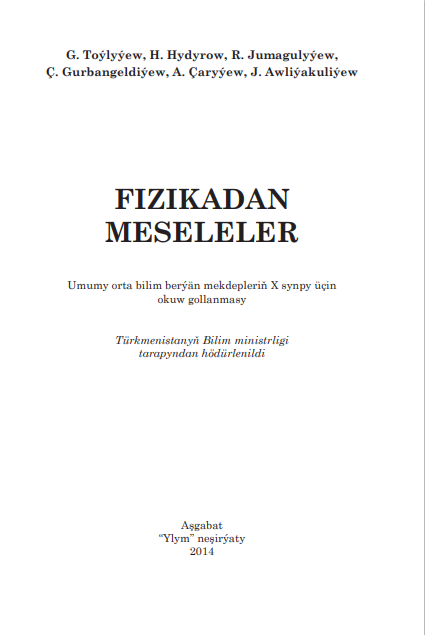 G. Toýlyýew, H. Hydyrow, R. Jumagulyýew,
Ç. Gurbangeldiýew, A. Çaryýew, J. Awliýakuliýew
FIZIKADAN
MESELELER
Umumy orta bilim berýän mekdepleriň X synpy üçin
okuw gollanmasy
Türkmenistanyň Bilim ministrligi
tarapyndan hödürlenildi
Aşgabat
“Ylym” neşirýaty
2014